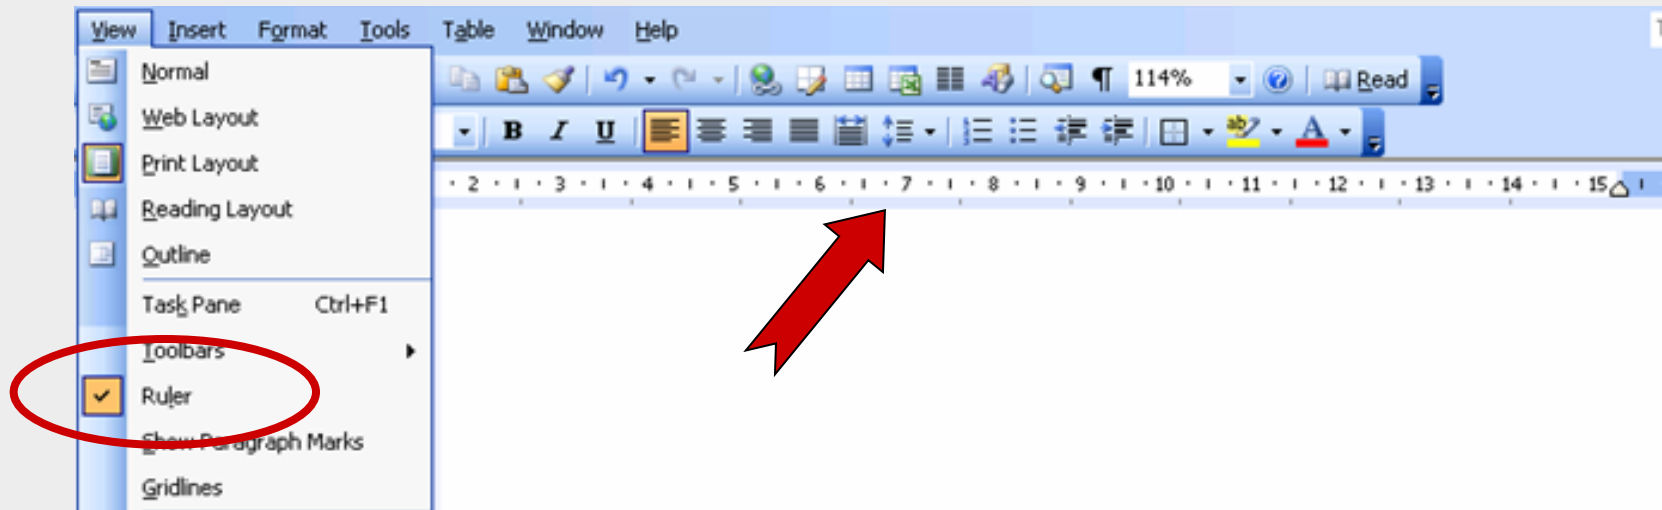 View Insert Format Tools Table Window Help
Normal
114% Read
Web Layout
B I U A
Print Layout
2 3 4 5 6 7 8 9 10 11 12 13 14 15
Reading Layout
Outline
Task Pane Ctrl+F1
Toolbars
Ruler
Show Paragraph Marks
Gridlines